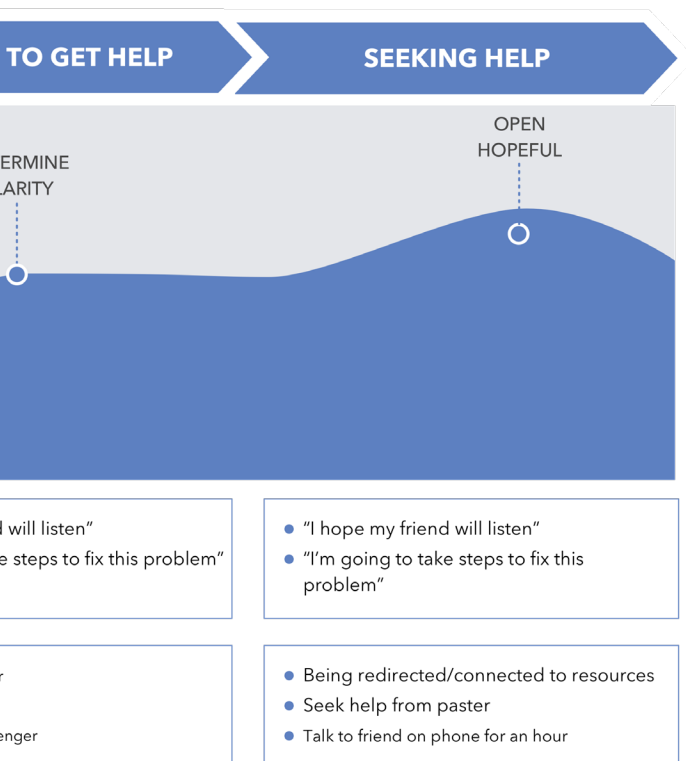 TO GET HELP
SEEKING HELP
ERMINE
LARITY
OPEN
HOPEFUL
will listen”
steps to fix this problem”
“I hope my friend will listen”
“I’m going to take steps to fix this
problem”
enger
Being redirected/connected to resources
Seek help from paster
Talk to friend on phone for an hour